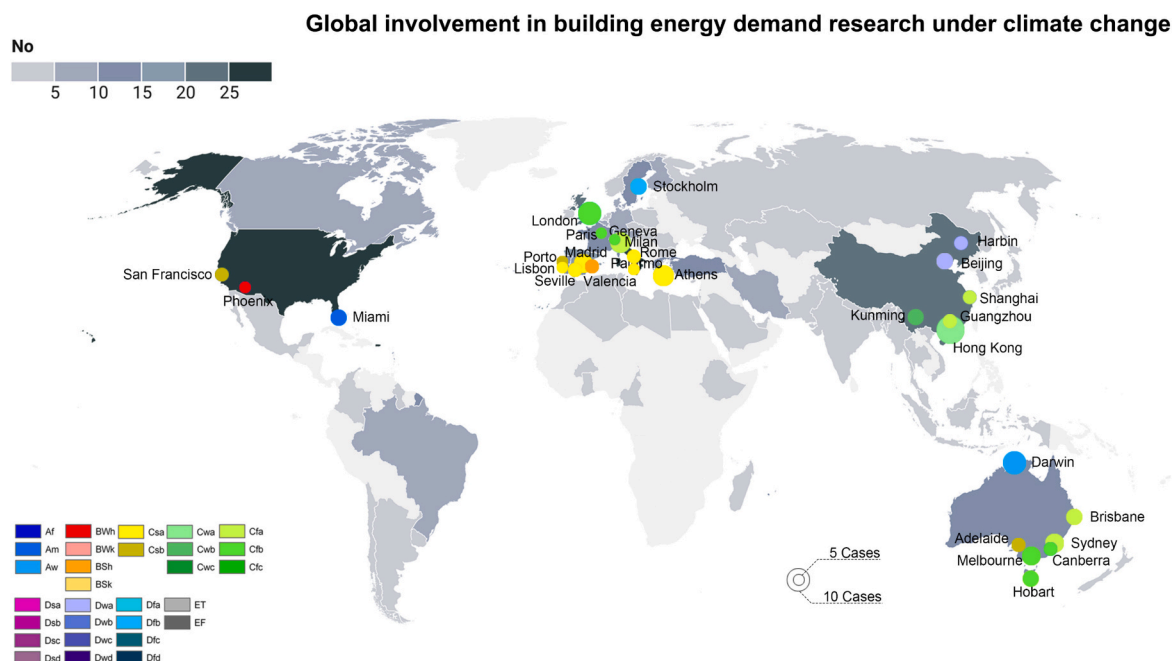 Global involvement in building energy demand research under climate change
No
5 10 15 20 25
Stockholm
London
Paris Geneva
Milan
Porto Madrid Rome
Lisbon Athens
Seville Valencia
San Francisco
Phoenix
Miami
Harbin
Beijing
Shanghai
Kunming Guangzhou
Hong Kong
Darwin
Brisbane
Adelaide Sydney
Melbourne Canberra
Hobart
5 Cases
10 Cases
Af BWh Csa Cwa Cfa
Am BWk Csb Cwb Cfb
Aw BSh Cwc Cfc
BSk
Dsa Dwa Dfa ET
Dsb Dwb Dfb EF
Dsc Dwc Dfc
Dsd Dwd Dfd